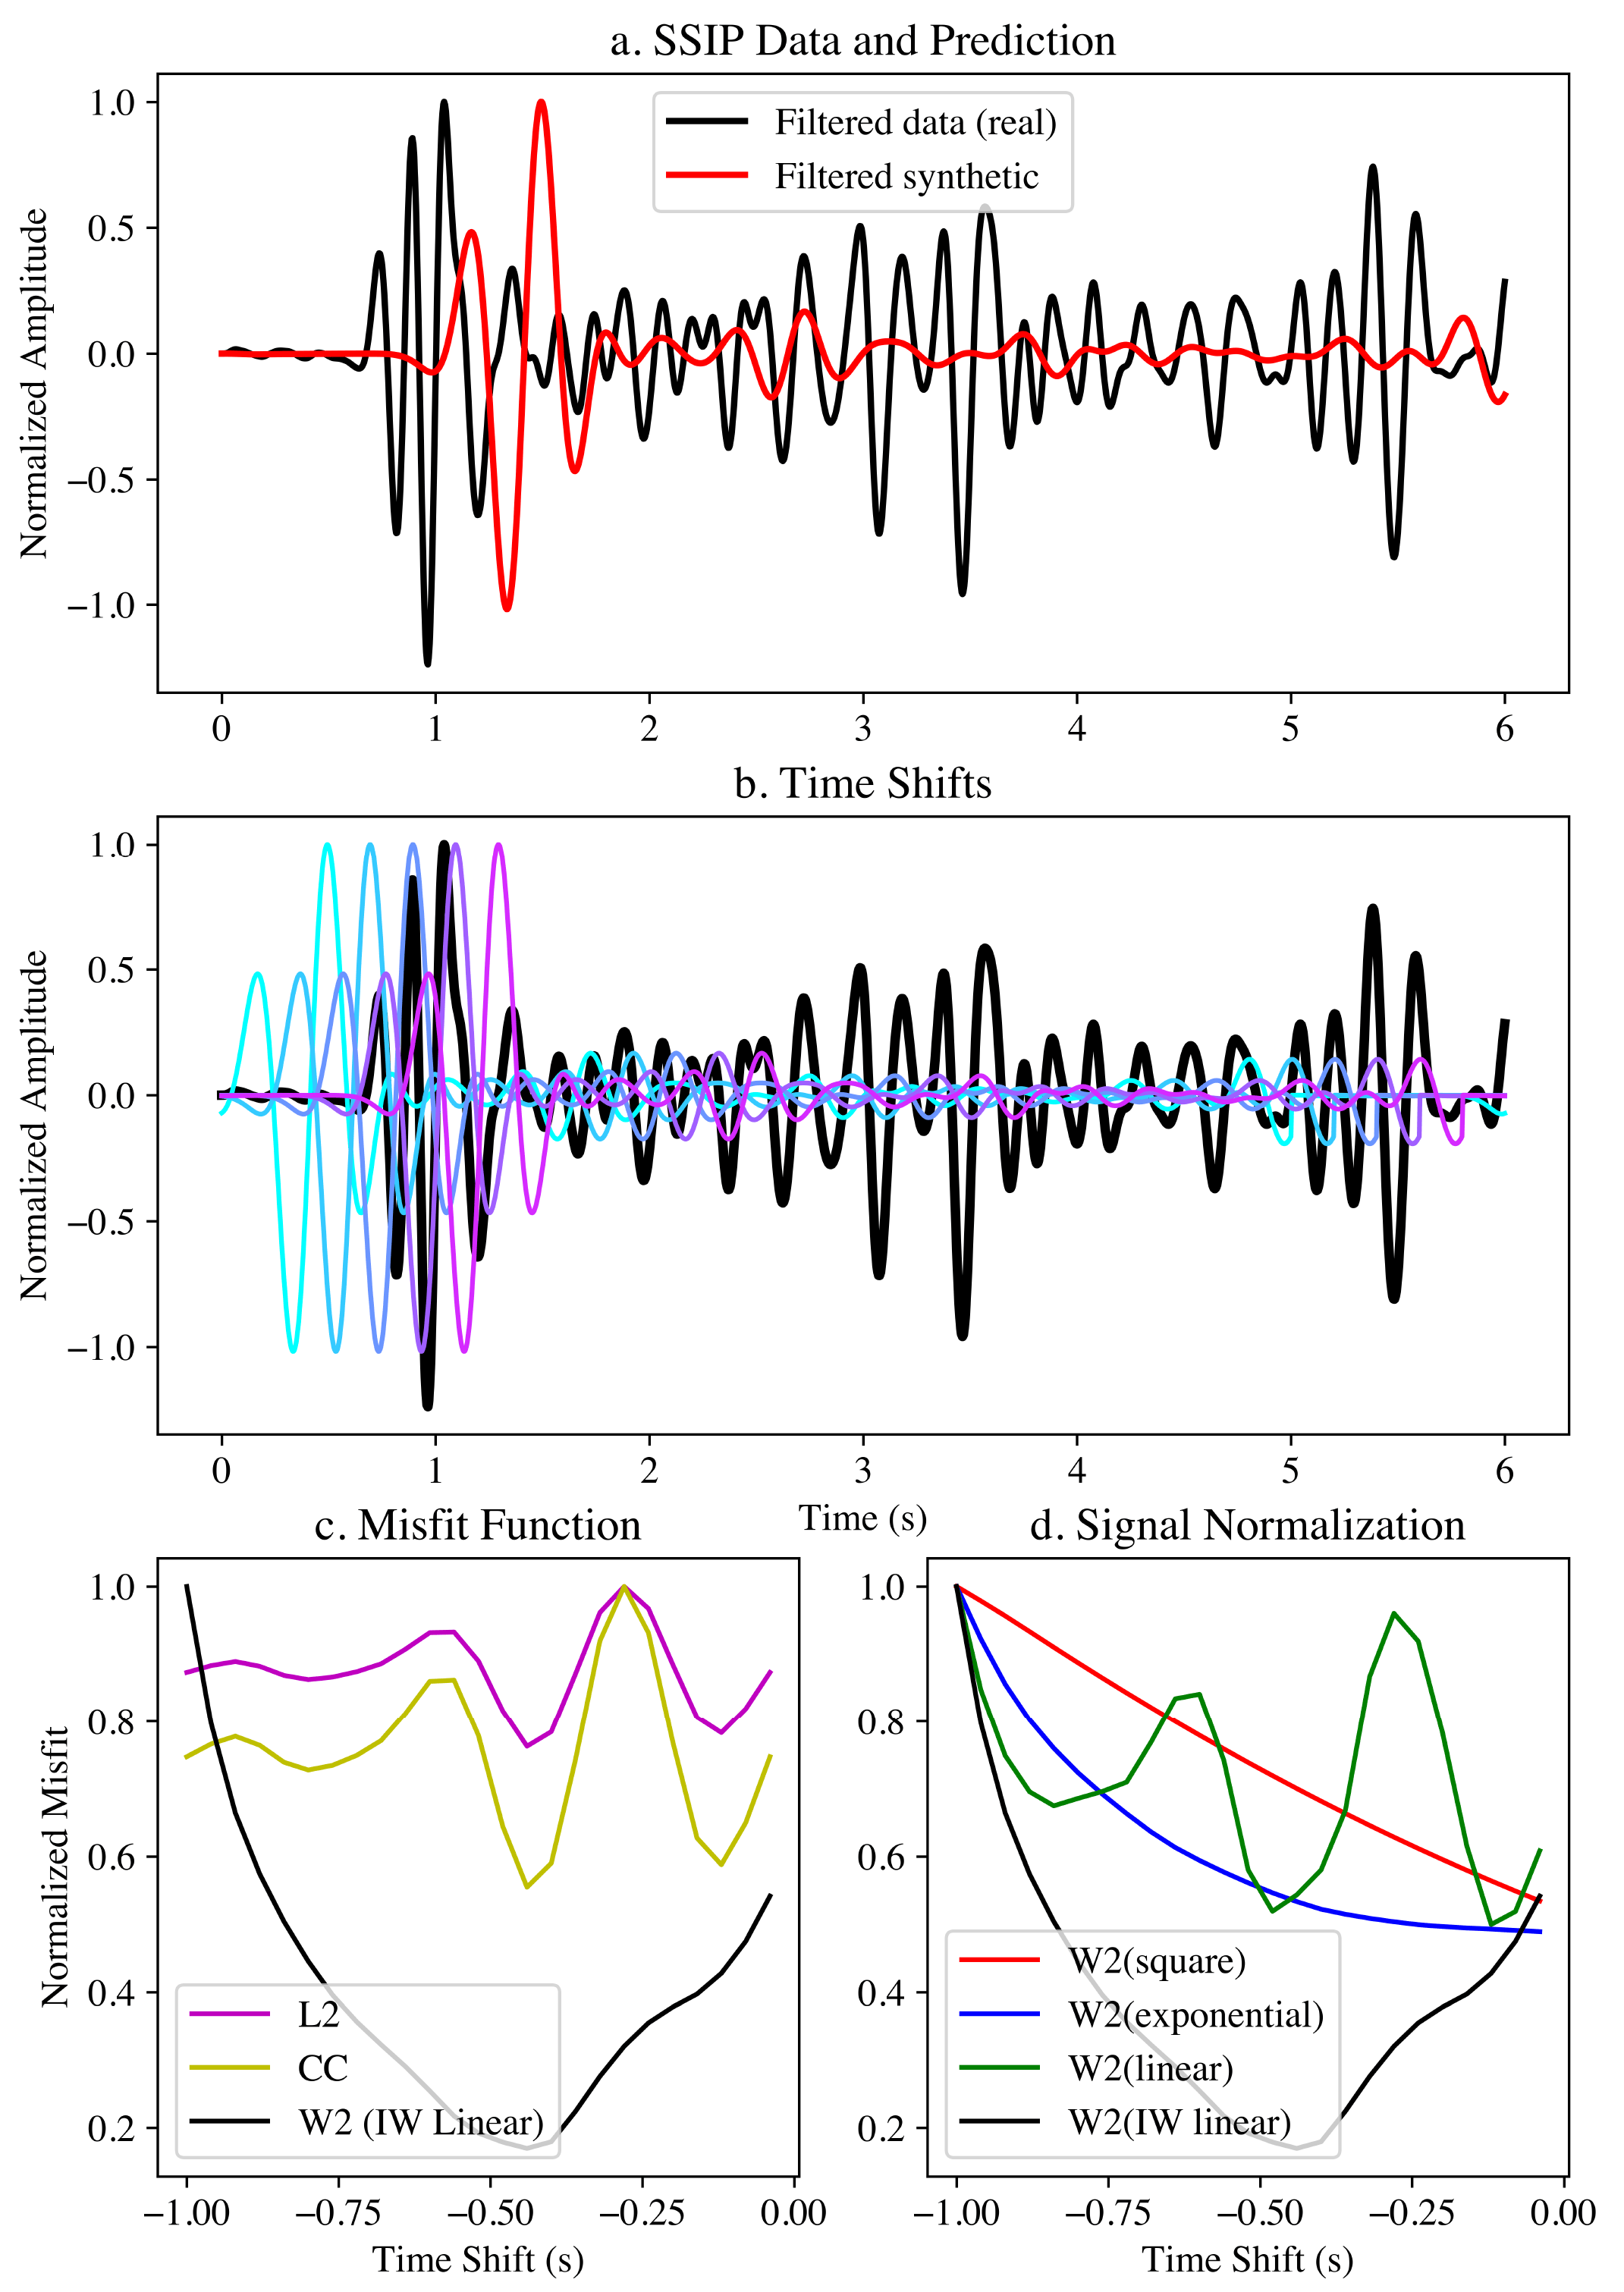 a. SSIP Data and Prediction
Normalized Amplitude
1.0
0.5
0.0
−0.5
−1.0
Filtered data (real)
Filtered synthetic
0 1 2 3 4 5 6
b. Time Shifts
Normalized Amplitude
1.0
0.5
0.0
−0.5
−1.0
0 1 2 3 4 5 6
Time (s)
c. Misfit Function
Normalized Misfit
1.0
0.8
0.6
0.4
0.2
L2
CC
W2 (IW Linear)
−1.00 −0.75 −0.50 −0.25 0.00
Time Shift (s)
d. Signal Normalization
1.0
0.8
0.6
0.4
0.2
W2(square)
W2(exponential)
W2(linear)
W2(IW linear)
−1.00 −0.75 −0.50 −0.25 0.00
Time Shift (s)